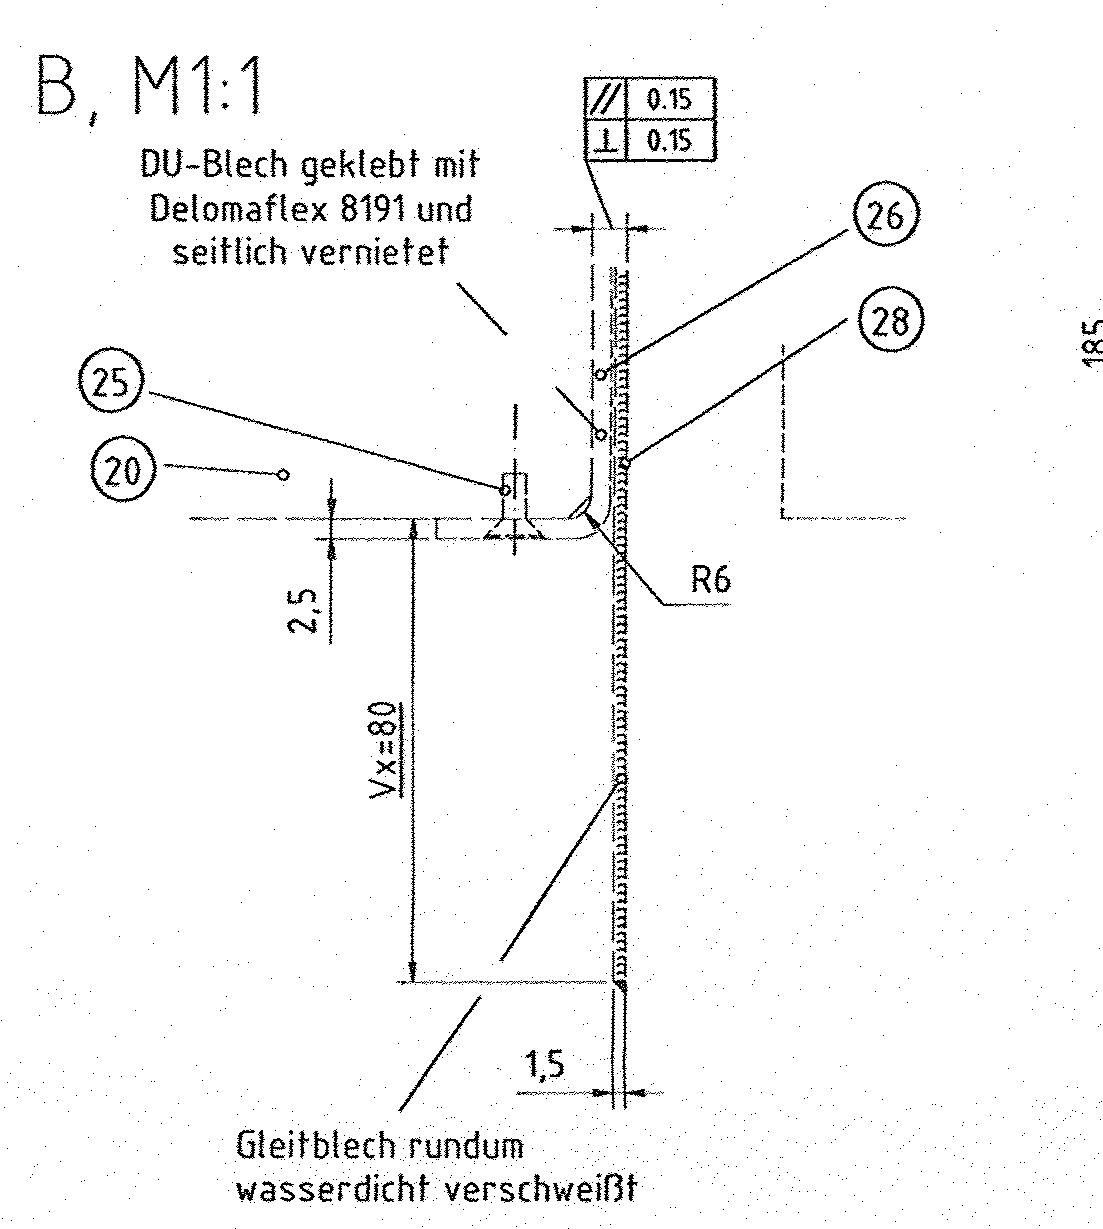 B, M1:1
// 0.15
⊥ 0.15
DU-Blech geklebt mit
Delomaflex 8191 und
seitlich vernietet
26
28
185
25
20
R6
2,5
Vx=80
1,5
Gleitblech rundum
wasserdicht verschweißt